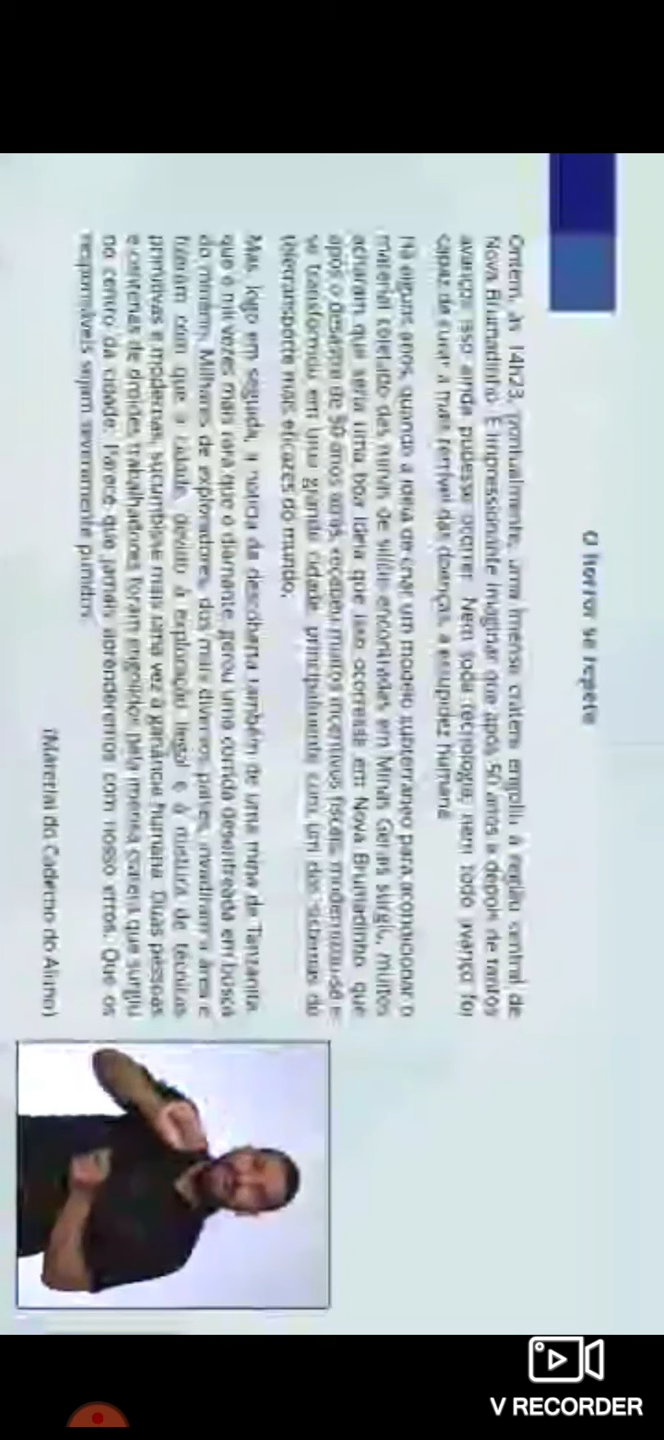 O horror se repete
Ontem, às 14h23, pontualmente, uma imensa cratera engoliu a região central de
Nova Brumadinho. É impressionante imaginar que após 50 anos e depois de tantos
avanços isso ainda pudesse ocorrer. Nem toda tecnologia, nem todo avanço foi
capaz de curar a mais terrível das doenças, a estupidez humana.
Há alguns anos, quando a ideia de criar um modelo subterrâneo para acondicionar o
material coletado das minas de silício encontradas em Minas Gerais surgiu, muitos
acharam que seria uma boa ideia que isso ocorresse em Nova Brumadinho que
após o desastre de 50 anos atrás, recebeu muitos incentivos fiscais, modernizou-se e
se transformou em uma grande cidade, principalmente com um dos sistemas de
teletransporte mais eficazes do mundo.
Mas, logo em seguida, a notícia da descoberta também de uma mina de Tanzanita,
que é mil vezes mais rara que o diamante, gerou uma corrida desenfreada em busca
do minério. Milhares de exploradores, dos mais diversos países, invadiram a área e
fizeram com que a cidade, devido à exploração ilegal e à mistura de técnicas
primitivas e modernas, sucumbisse mais uma vez à ganância humana. Duas pessoas
e centenas de droides trabalhadores foram engolidos pela imensa cratera que surgiu
no centro da cidade. Parece que jamais aprenderemos com nosso erros. Que os
responsáveis sejam severamente punidos.
(Material do Caderno do Aluno)
V RECORDER